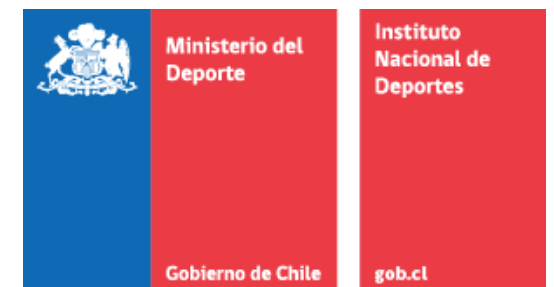 Ministerio del
Deporte
Gobierno de Chile
Instituto
Nacional de
Deportes
gob.cl